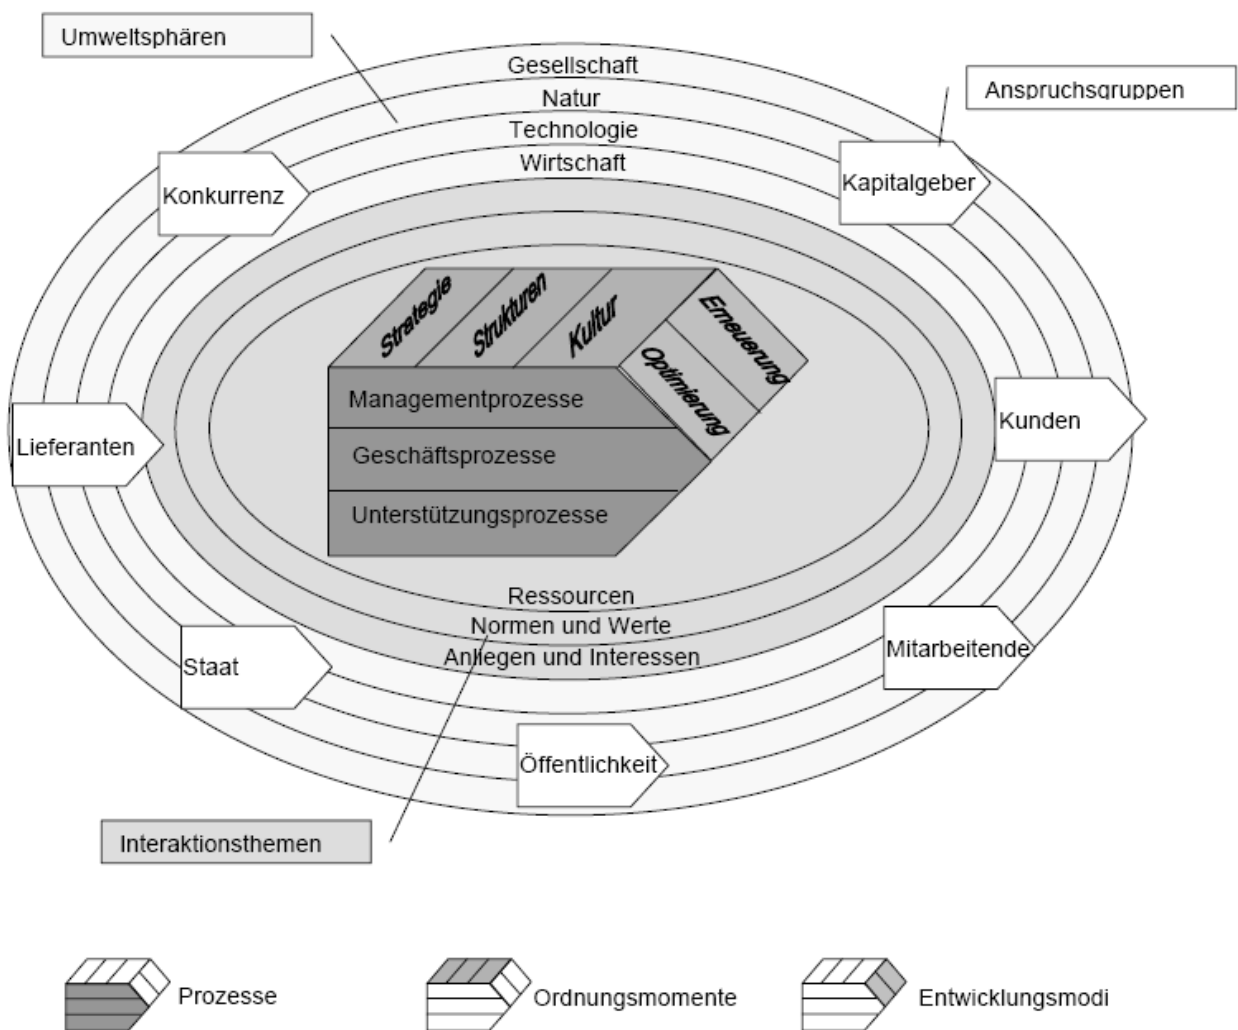 Umweltsphären
Gesellschaft
Anspruchsgruppen
Natur
Technologie
Wirtschaft
Konkurrenz
Kapitalgeber
Strategie
Strukturen
Kultur
Erneuerung
Optimierung
Managementprozesse
Geschäftsprozesse
Unterstützungsprozesse
Lieferanten
Kunden
Ressourcen
Normen und Werte
Anliegen und Interessen
Staat
Mitarbeitende
Öffentlichkeit
Interaktionsthemen
Prozesse
Ordnungsmomente
Entwicklungsmodi